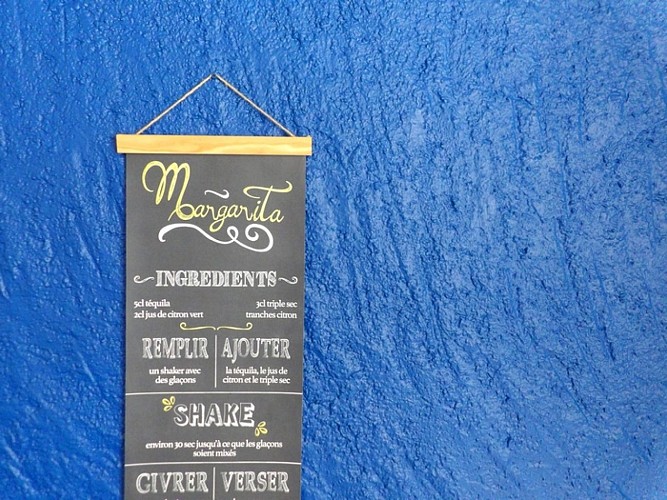 Margarita
INGREDIENTS
5cl téquila 3cl triple sec
2cl jus de citron vert tranches citron
REMPLIR AJOUTER
un shaker avec la téquila, le jus de
des glaçons citron et le triple sec
SHAKE
environ 30 sec jusqu'à ce que les glaçons
soient mixés
GIVRER VERSER